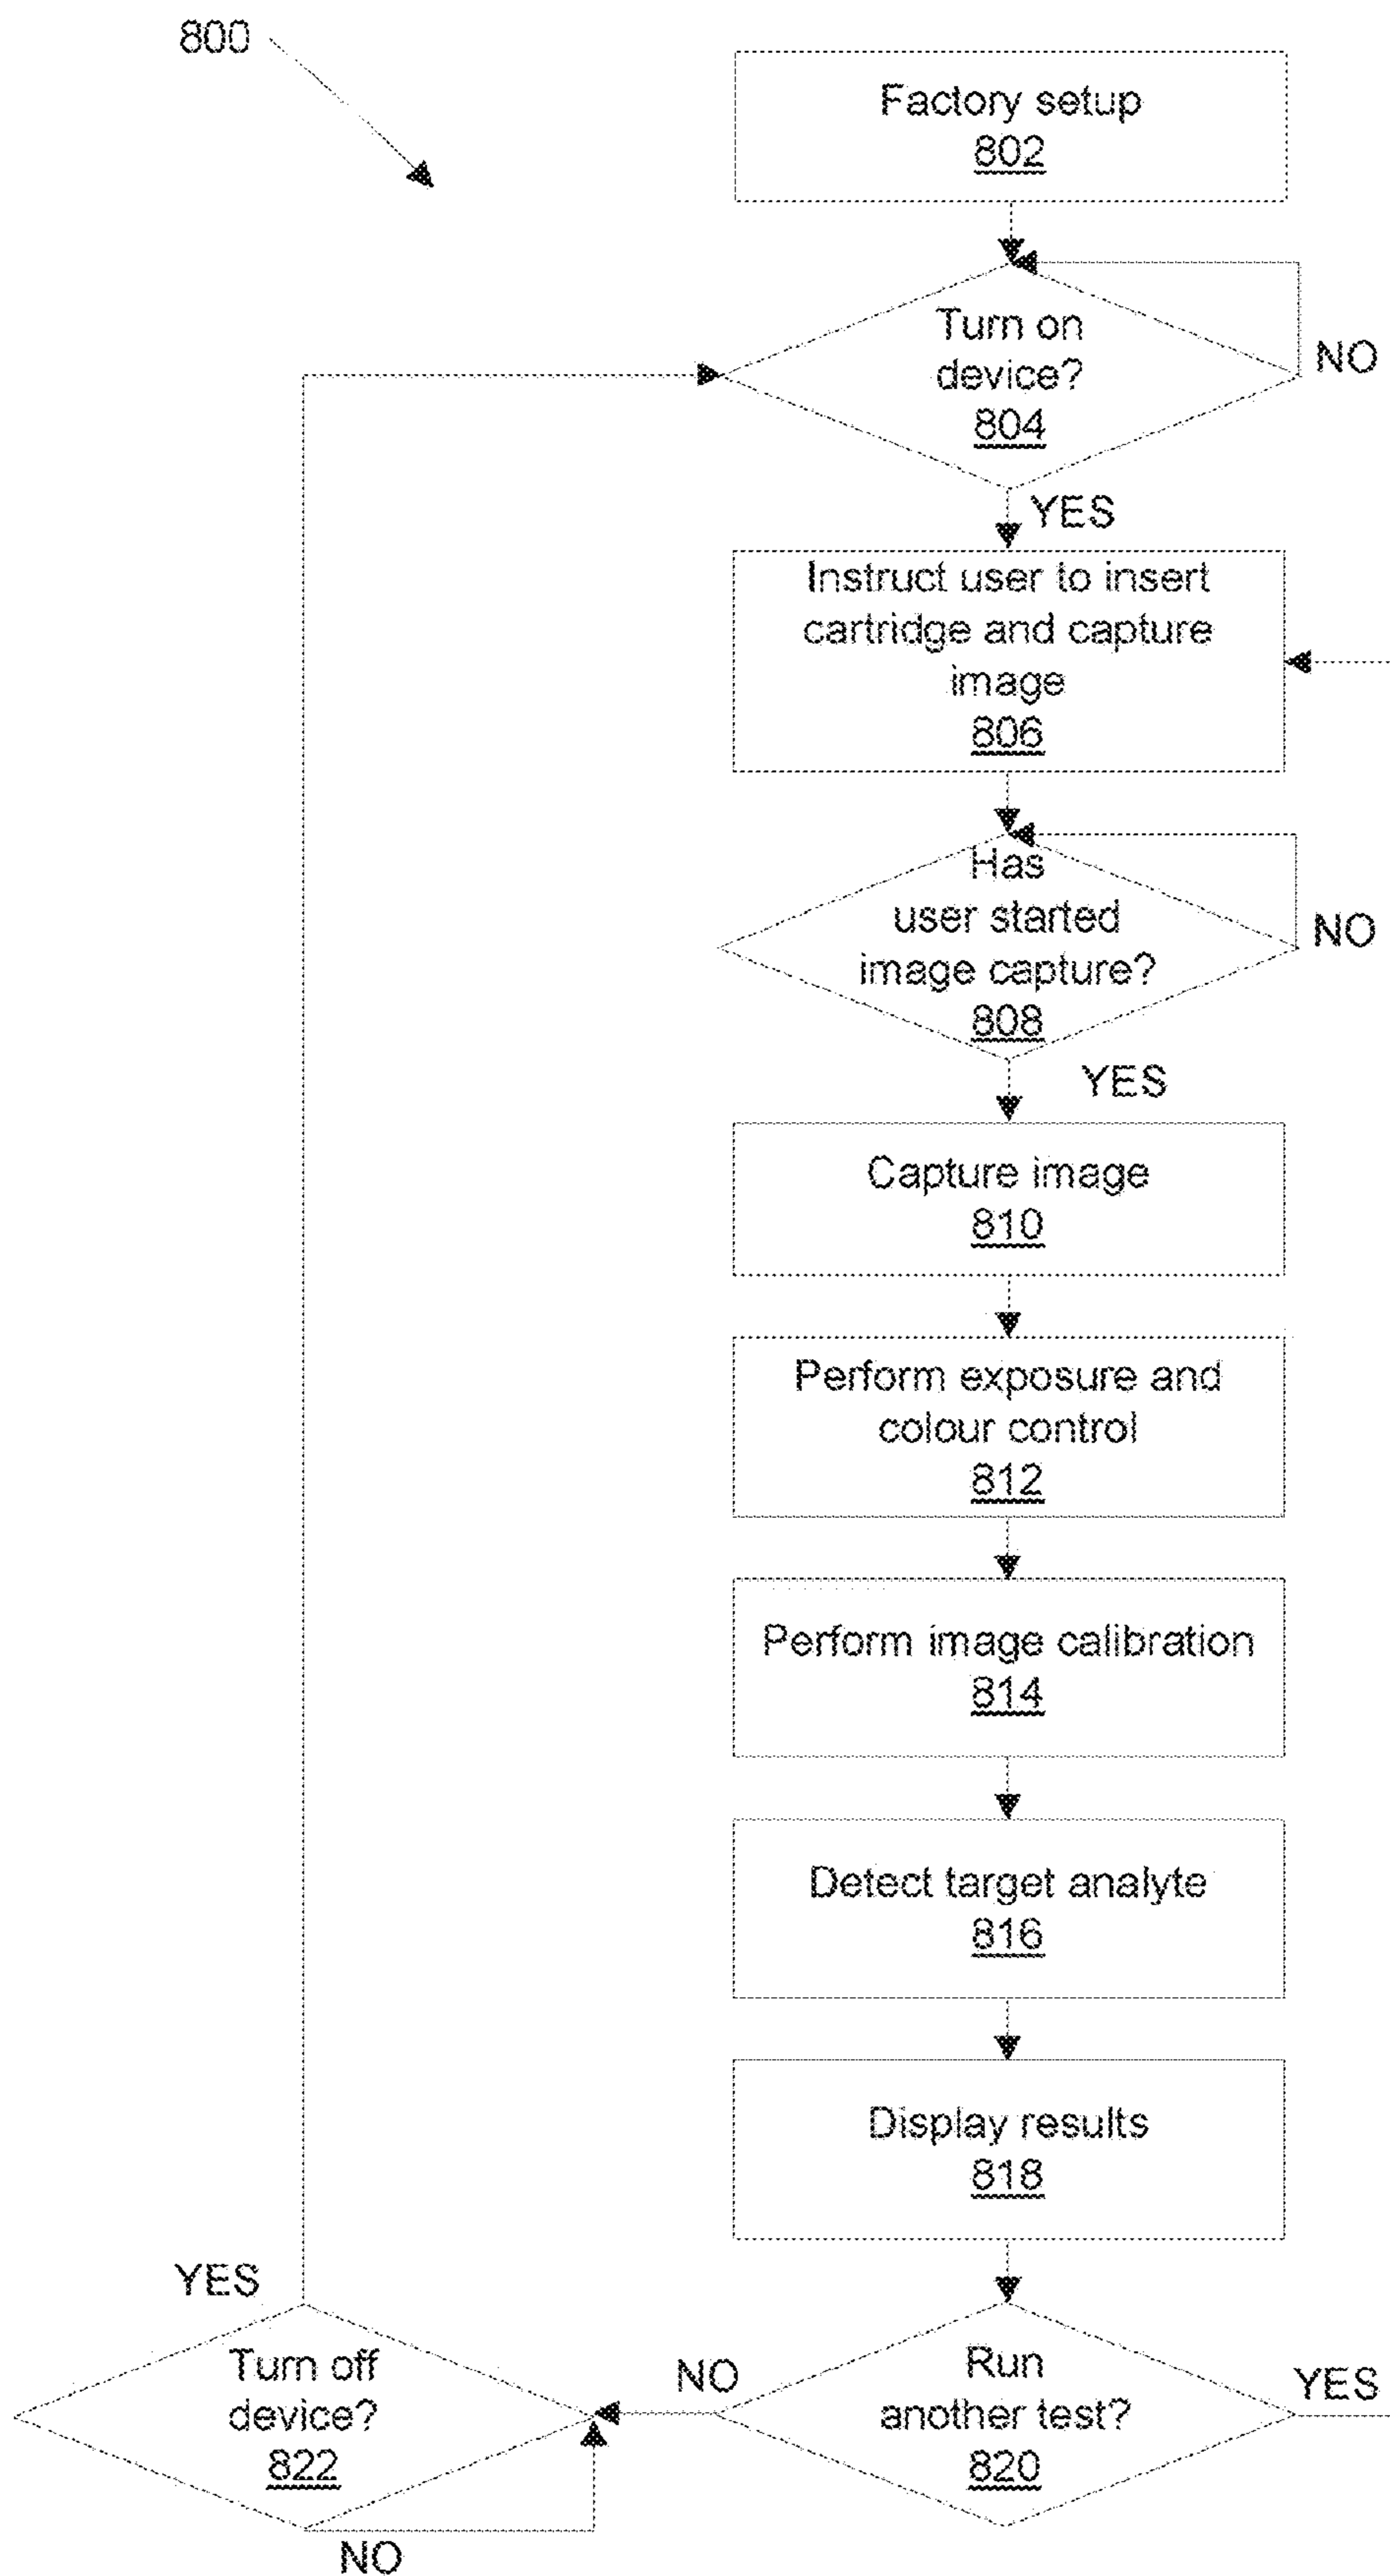 800
Factory setup
802
Turn on
device?
804
NO
YES
Instruct user to insert
cartridge and capture
image
806
Has
user started
image capture?
808
NO
YES
Capture image
810
Perform exposure and
colour control
812
Perform image calibration
814
Detect target analyte
816
Display results
818
YES
Turn off
device?
822
NO
NO
Run
another test?
820
YES